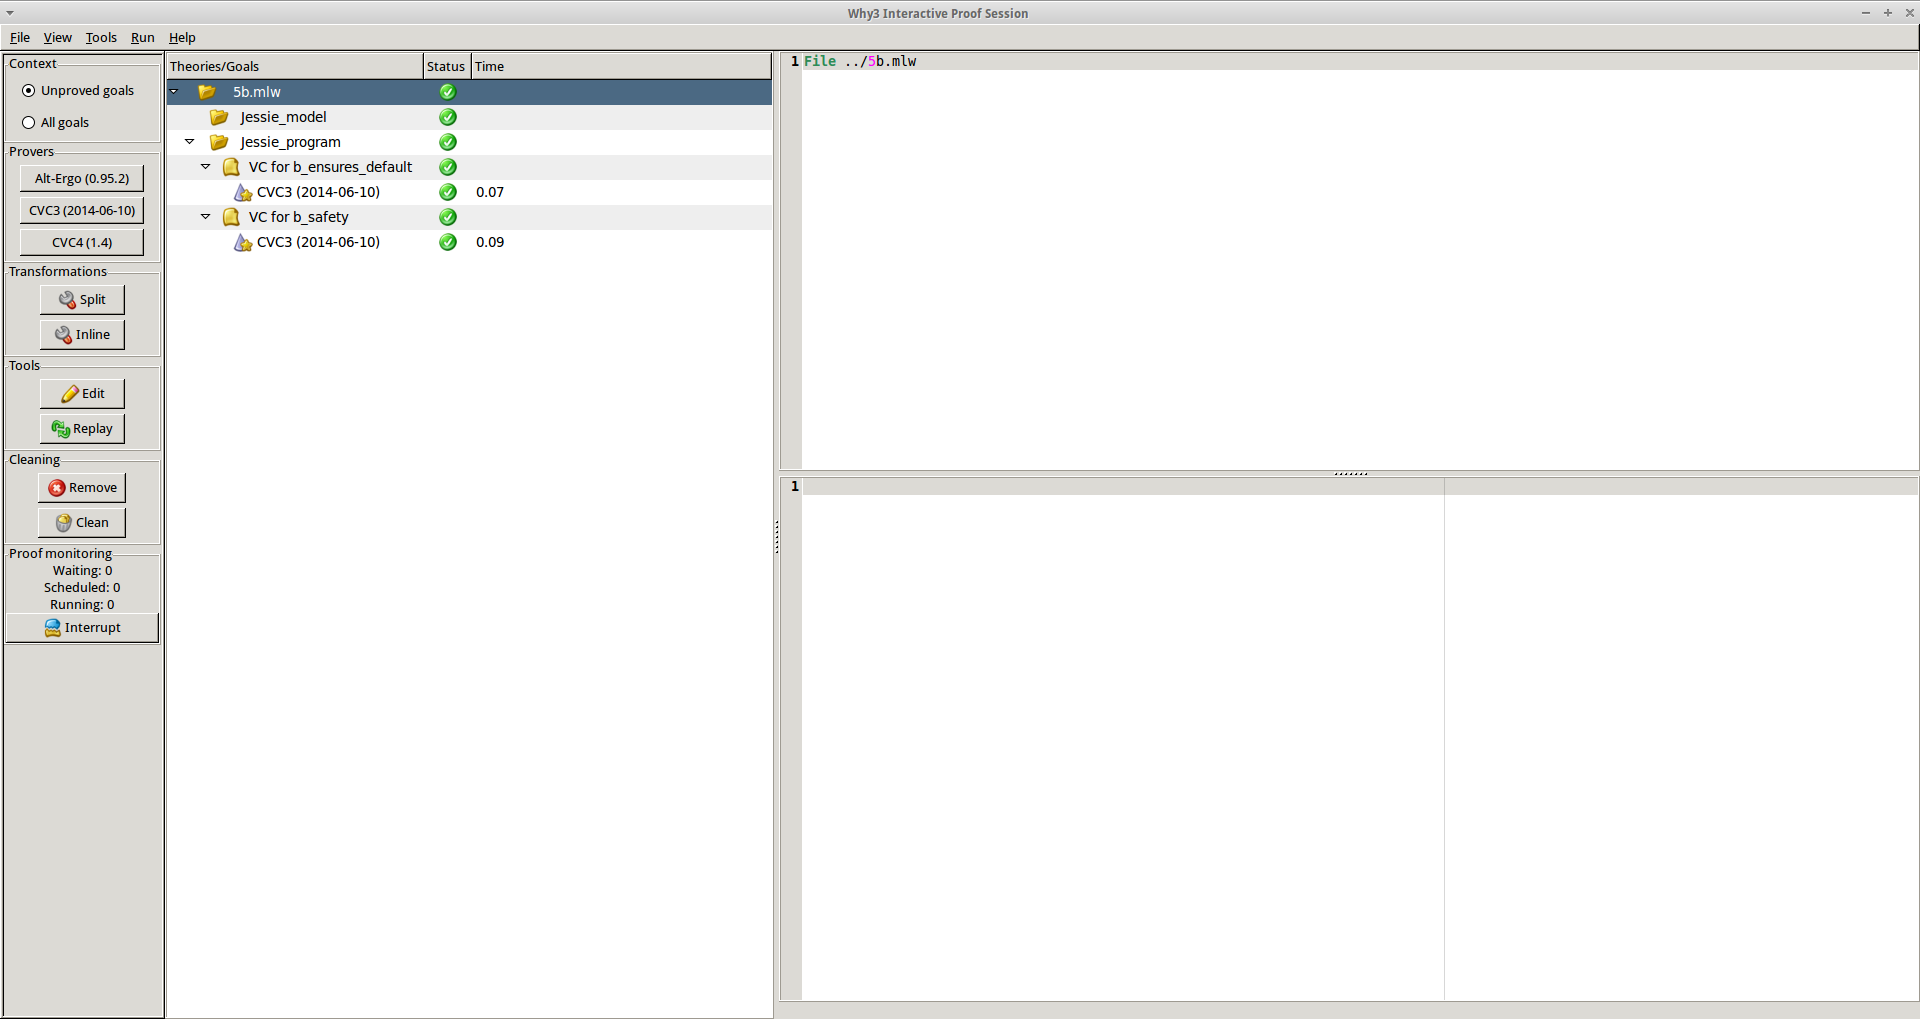 Why3 Interactive Proof Session
File View Tools Run Help
Context
Unproved goals
All goals
Provers
Alt-Ergo (0.95.2)
CVC3 (2014-06-10)
CVC4 (1.4)
Transformations
Split
Inline
Tools
Edit
Replay
Cleaning
Remove
Clean
Proof monitoring
Waiting: 0
Scheduled: 0
Running: 0
Interrupt
Theories/Goals Status Time
5b.mlw
Jessie_model
Jessie_program
VC for b_ensures_default
CVC3 (2014-06-10) 0.07
VC for b_safety
CVC3 (2014-06-10) 0.09
1 File ../5b.mlw
1